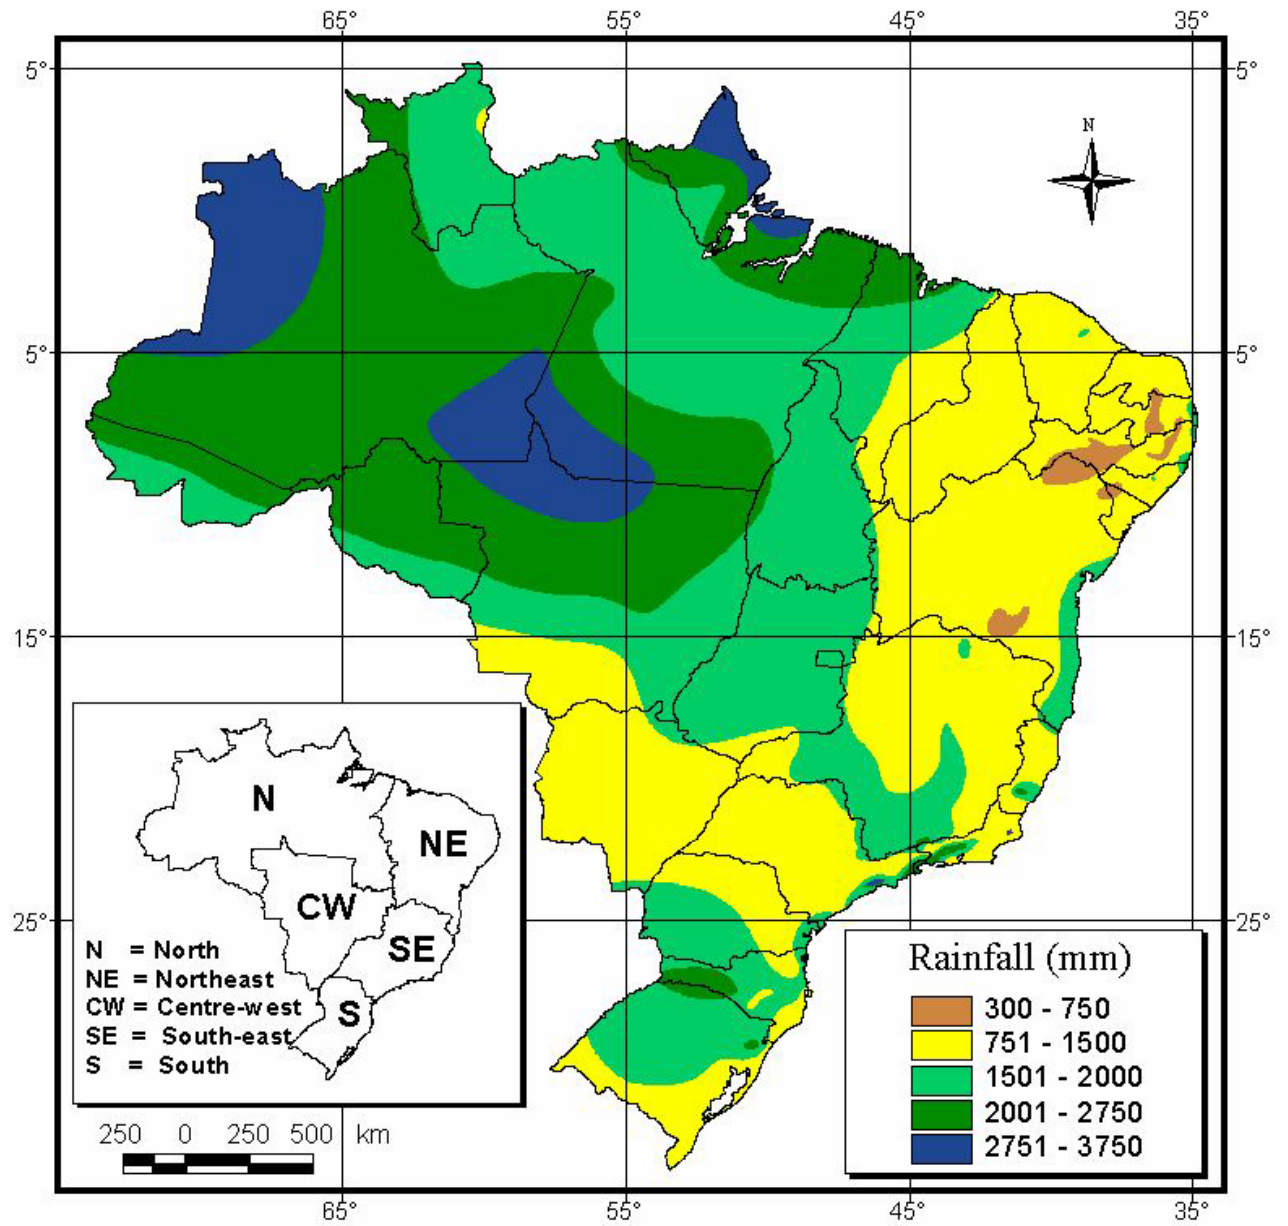 65° 55° 45° 35°
5° 5°
N
5° 5°
15° 15°
N
NE
CW
SE
S
25° 25°
N = North
NE = Northeast
CW = Centre-west
SE = South-east
S = South
Rainfall (mm)
300 - 750
751 - 1500
1501 - 2000
2001 - 2750
2751 - 3750
250 0 250 500 km
65° 55° 45° 35°